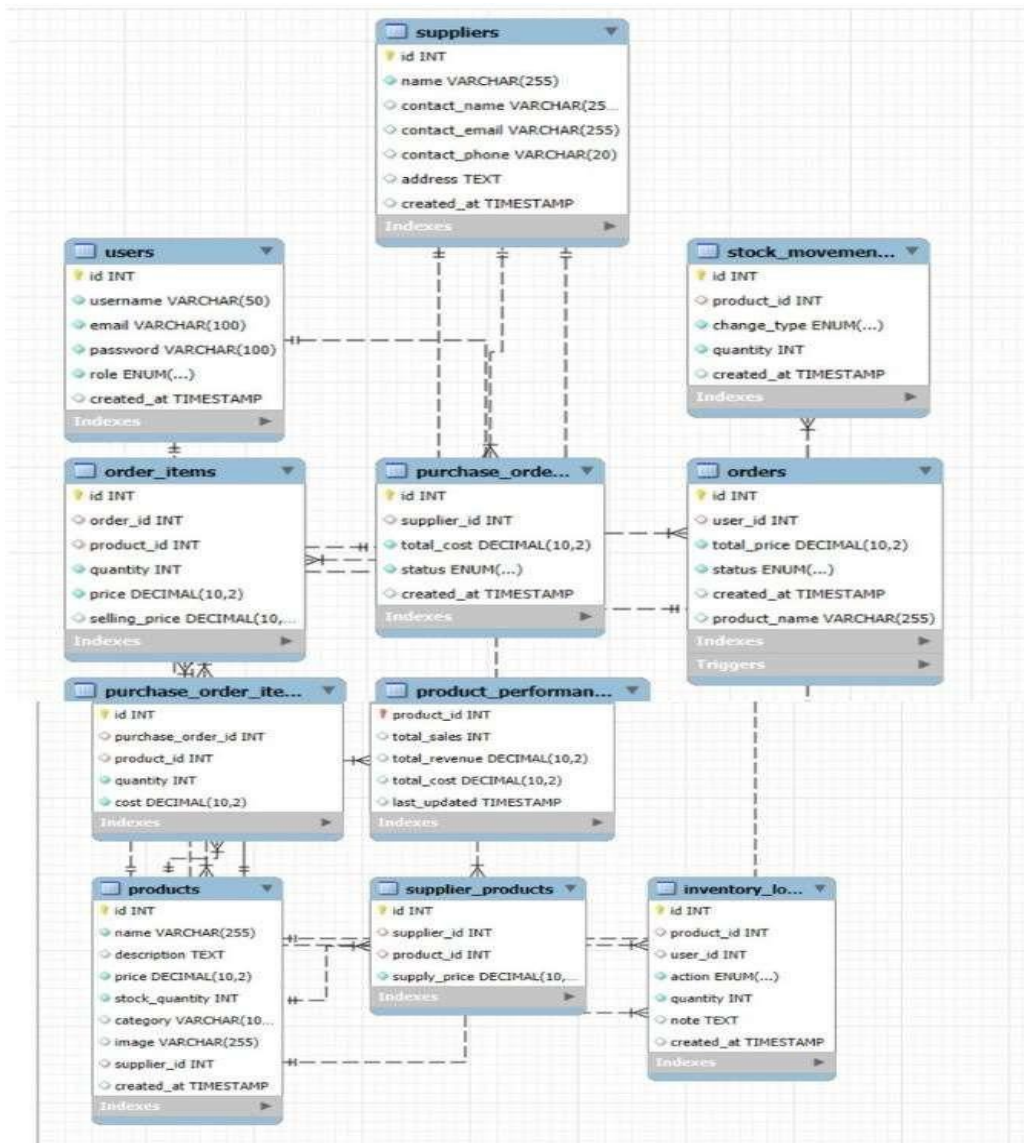 suppliers
id INT
name VARCHAR(255)
contact_name VARCHAR(25...
contact_email VARCHAR(255)
contact_phone VARCHAR(20)
address TEXT
created_at TIMESTAMP
Indexes
users
id INT
username VARCHAR(50)
email VARCHAR(100)
password VARCHAR(100)
role ENUM(...)
created_at TIMESTAMP
Indexes
stock_movemen...
id INT
product_id INT
change_type ENUM(...)
quantity INT
created_at TIMESTAMP
Indexes
order_items
id INT
order_id INT
product_id INT
quantity INT
price DECIMAL(10,2)
selling_price DECIMAL(10,...
Indexes
purchase_orde...
id INT
supplier_id INT
total_cost DECIMAL(10,2)
status ENUM(...)
created_at TIMESTAMP
Indexes
orders
id INT
user_id INT
total_price DECIMAL(10,2)
status ENUM(...)
created_at TIMESTAMP
product_name VARCHAR(255)
Indexes
Triggers
purchase_order_ite...
id INT
purchase_order_id INT
product_id INT
quantity INT
cost DECIMAL(10,2)
Indexes
product_performan...
product_id INT
total_sales INT
total_revenue DECIMAL(10,2)
total_cost DECIMAL(10,2)
last_updated TIMESTAMP
Indexes
products
id INT
name VARCHAR(255)
description TEXT
price DECIMAL(10,2)
stock_quantity INT
category VARCHAR(10...
image VARCHAR(255)
supplier_id INT
created_at TIMESTAMP
Indexes
supplier_products
id INT
supplier_id INT
product_id INT
supply_price DECIMAL(10,...
Indexes
inventory_lo...
id INT
product_id INT
user_id INT
action ENUM(...)
quantity INT
note TEXT
created_at TIMESTAMP
Indexes